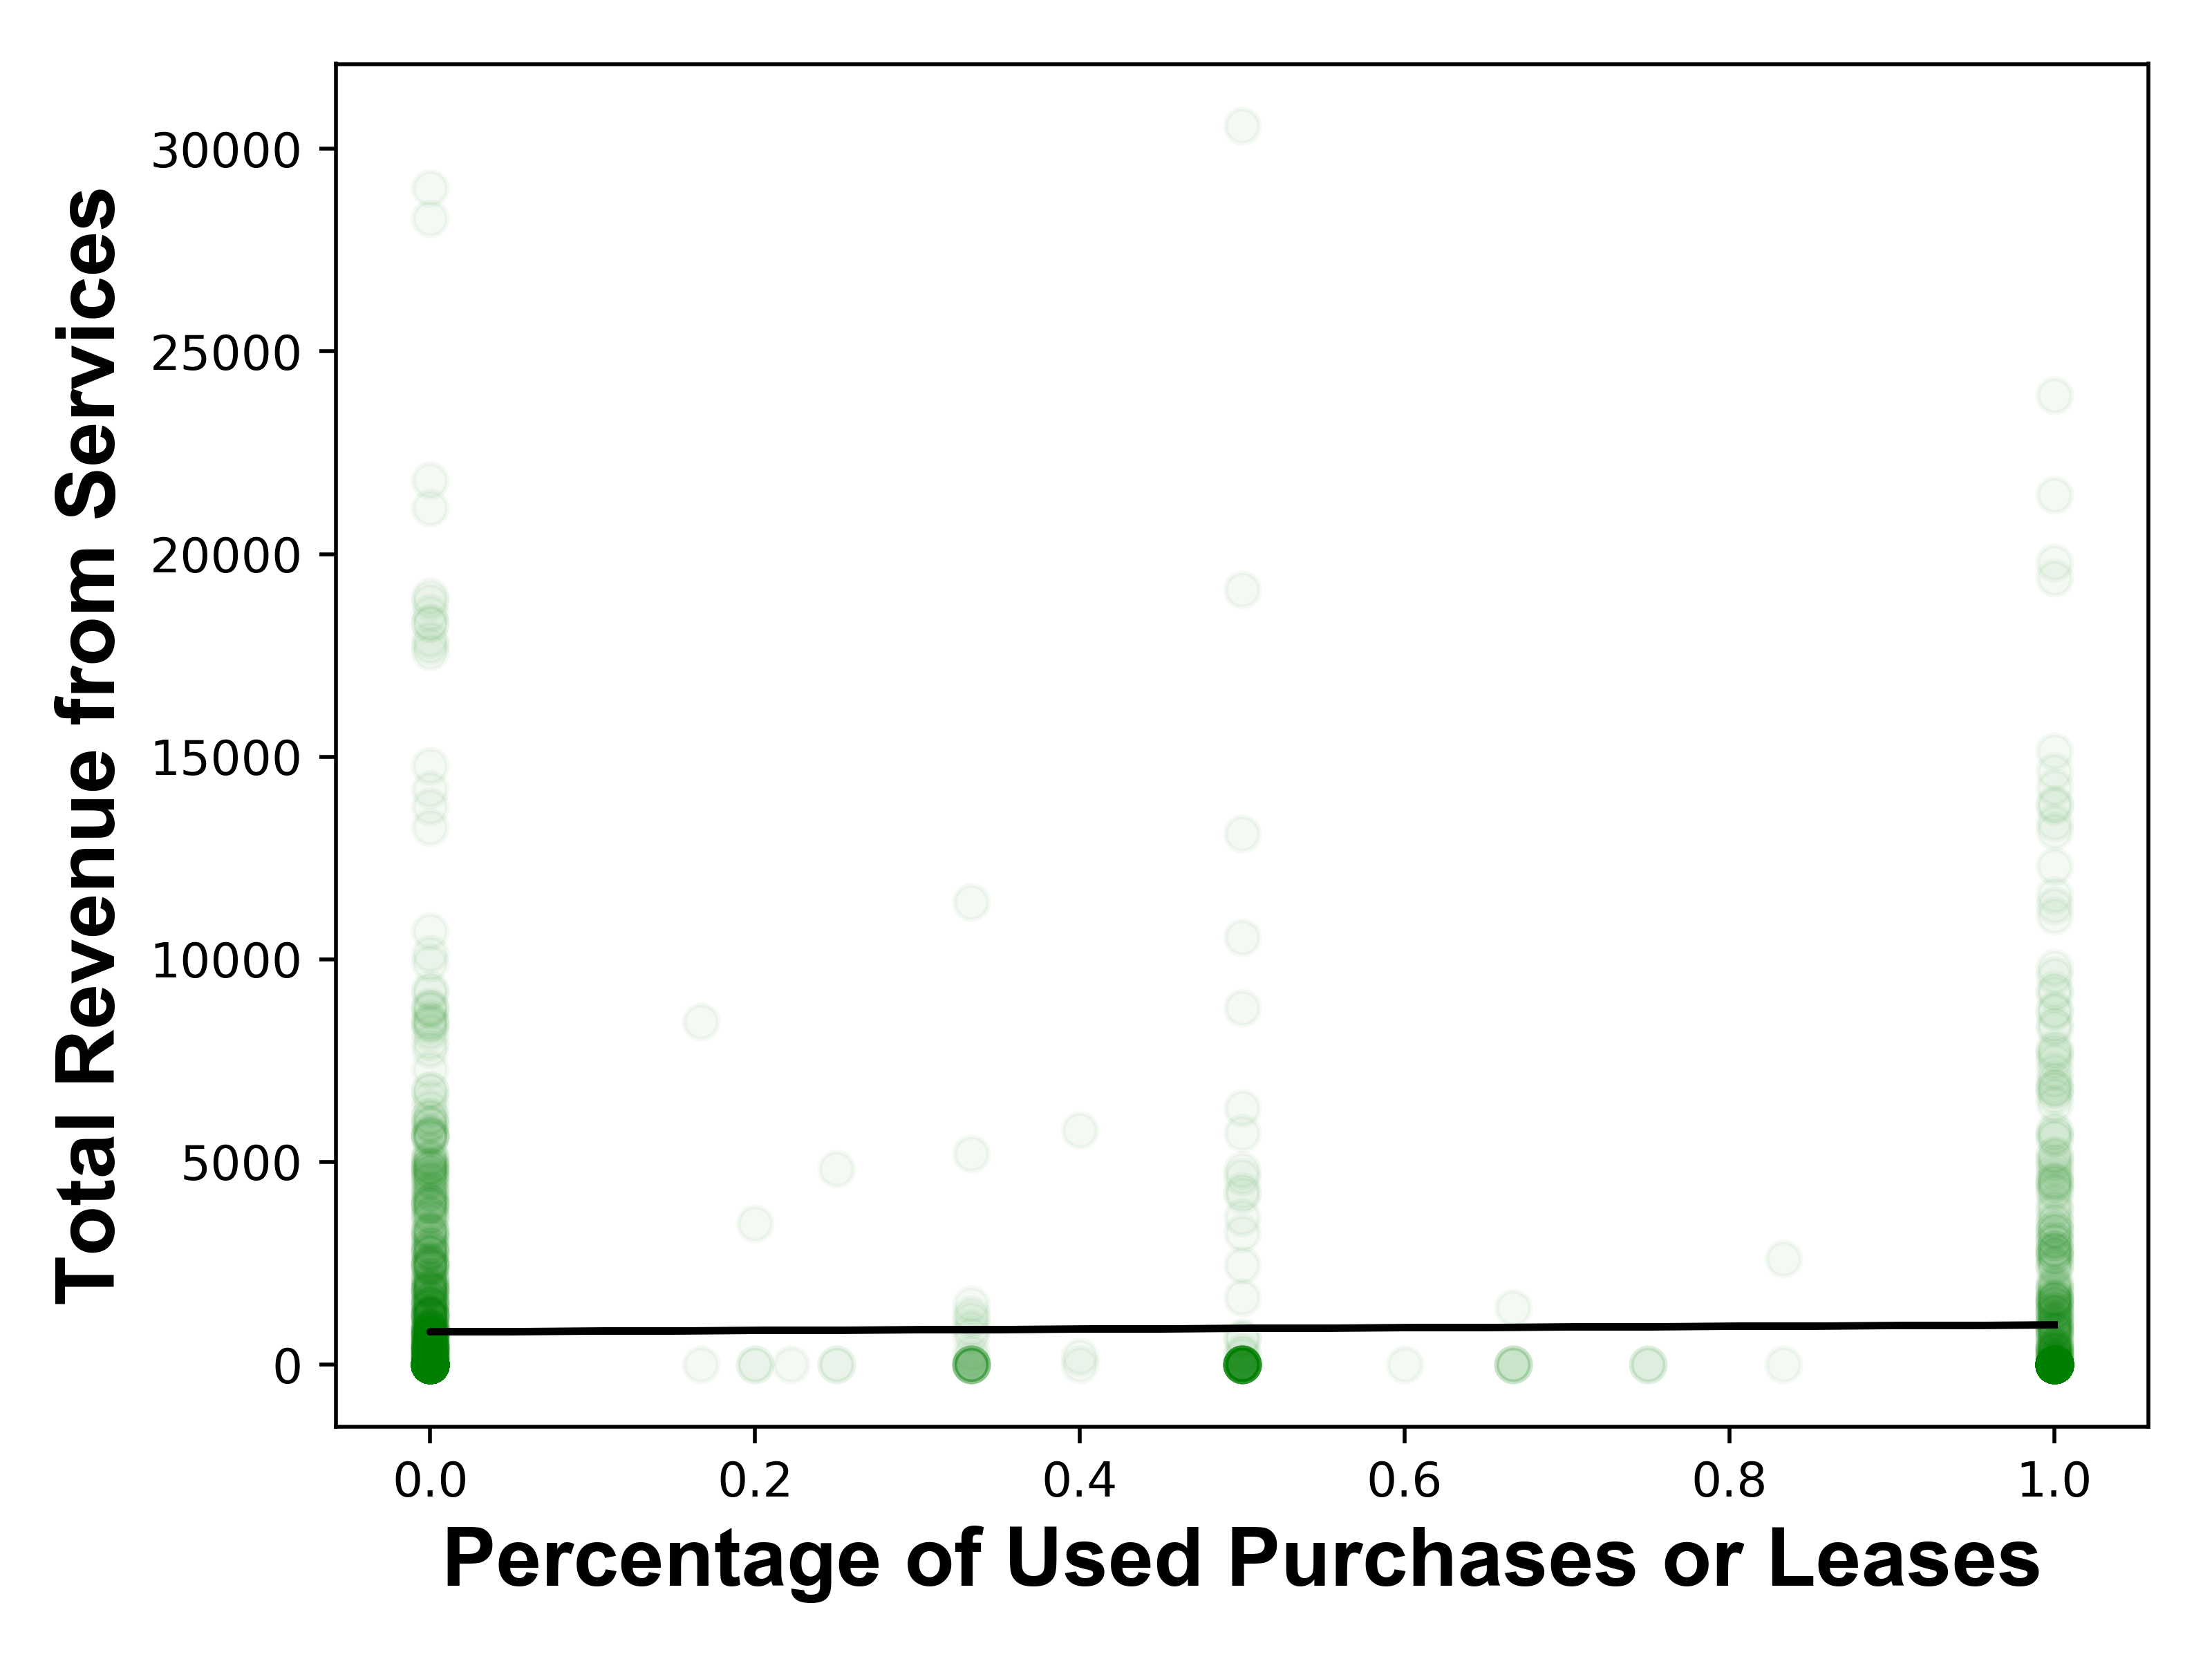 Total Revenue from Services
30000
25000
20000
15000
10000
5000
0
0.0 0.2 0.4 0.6 0.8 1.0
Percentage of Used Purchases or Leases